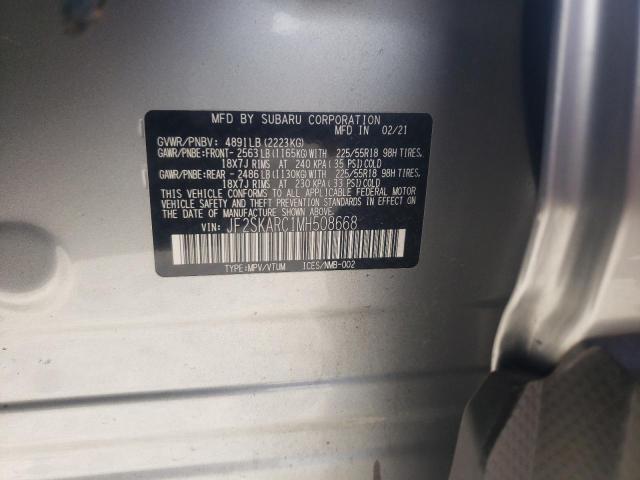 MFD BY SUBARU CORPORATION
MFD IN 02/21
GVWR/PNBV: 4891LB(2223KG)
GAWR/PNBE:FRONT- 2563LB(1165KG)WITH 225/55R18 98H TIRES,
18X7J RIMS AT 240 KPA( 35 PSI)COLD
GAWR/PNBE:REAR - 2486LB(1130KG)WITH 225/55R18 98H TIRES,
18X7J RIMS AT 230 KPA( 33 PSI)COLD
THIS VEHICLE CONFORMS TO ALL APPLICABLE FEDERAL MOTOR
VEHICLE SAFETY AND THEFT PREVENTION STANDARDS IN EFFECT
ON THE DATE OF MANUFACTURE SHOWN ABOVE.
VIN: JF2SKARC1MH508668
TYPE:MPV/VTUM ICES/NMB-002